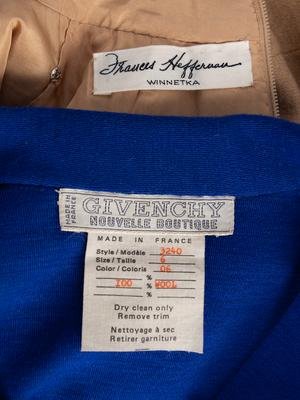 Frances Heffernan
WINNETKA
MADE IN
FRANCE
GIVENCHY
NOUVELLE BOUTIQUE
MADE IN FRANCE
Style / Modèle 3240
Size / Taille 6
Color / Coloris 06
%
100 % WOOL
%
Dry clean only
Remove trim
Nettoyage à sec
Retirer garniture